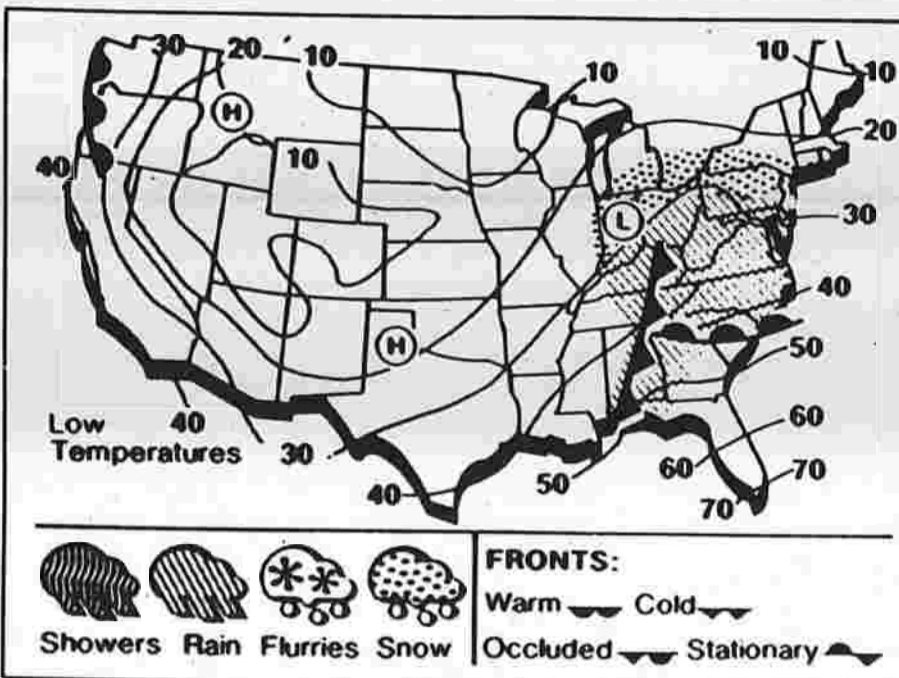 30 20 10 10 10 10
20
H
10
40
L
30
40
H
50
Low
Temperatures
40
30
40
50
60
60
70
70
FRONTS:
Warm Cold
Showers Rain Flurries Snow
Occluded Stationary